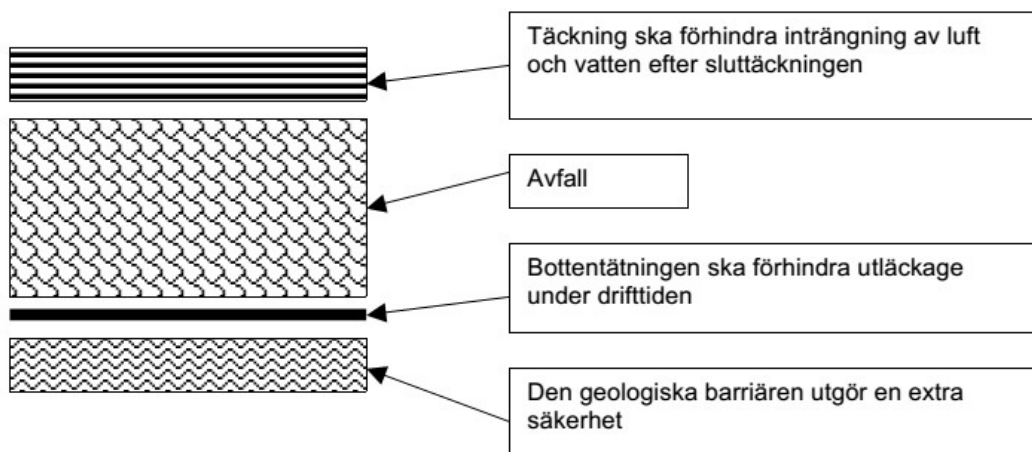 Täckning ska förhindra inträngning av luft
och vatten efter sluttäckningen
Avfall
Bottentätningen ska förhindra utläckage
under drifttiden
Den geologiska barriären utgör en extra
säkerhet